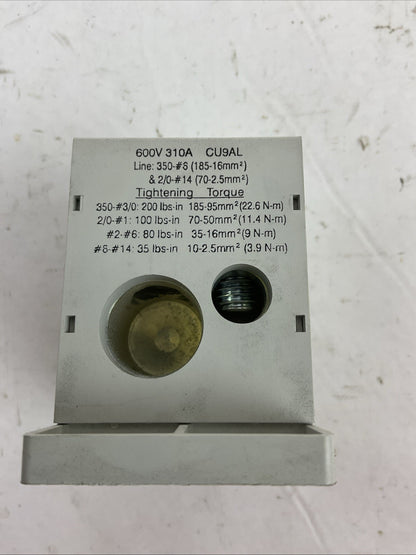 600V 310A CU9AL
Line: 350-#6 (185-16mm²)
& 2/0-#14 (70-2.5mm²)
Tightening Torque
350-#3/0: 200 lbs-in 185-95mm² (22.6 N-m)
2/0-#1: 100 lbs-in 70-50mm² (11.4 N-m)
#2-#6: 80 lbs-in 35-16mm² (9 N-m)
#8-#14: 35 lbs-in 10-2.5mm² (3.9 N-m)